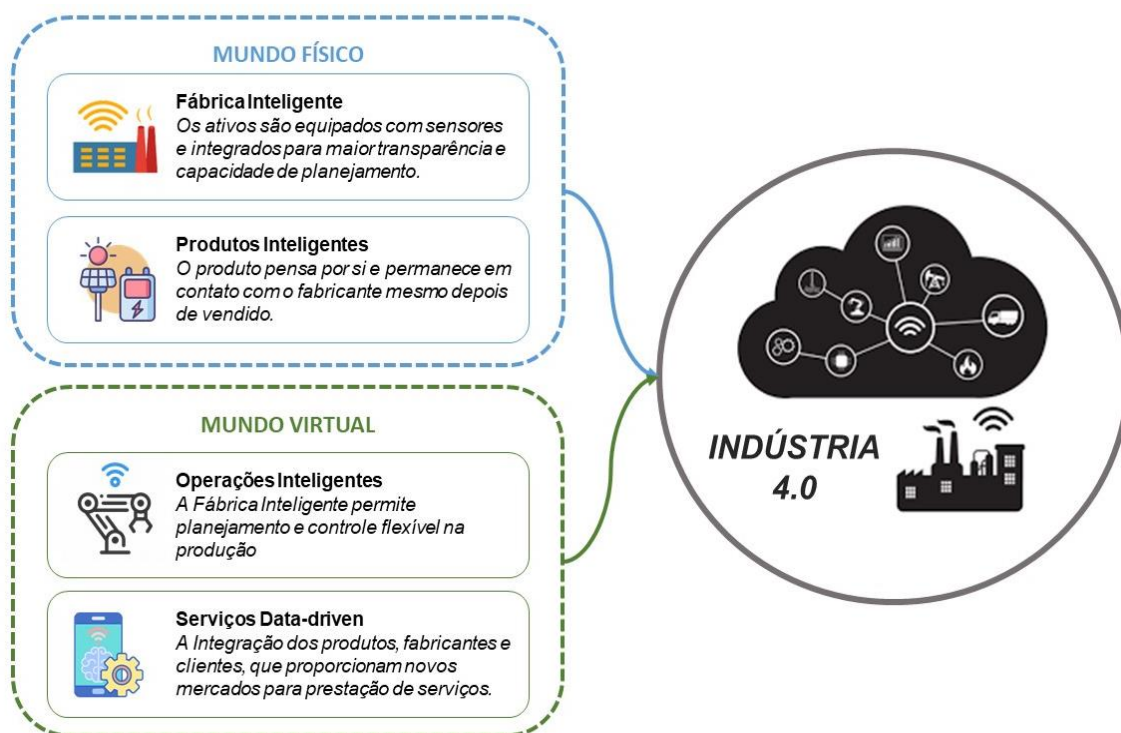 MUNDO FÍSICO
Fábrica Inteligente
Os ativos são equipados com sensores
e integrados para maior transparência e
capacidade de planejamento.
Produtos Inteligentes
O produto pensa por si e permanece em
contato com o fabricante mesmo depois
de vendido.
MUNDO VIRTUAL
Operações Inteligentes
A Fábrica Inteligente permite
planejamento e controle flexível na
produção
Serviços Data-driven
A Integração dos produtos, fabricantes e
clientes, que proporcionam novos
mercados para prestação de serviços.
INDÚSTRIA
4.0